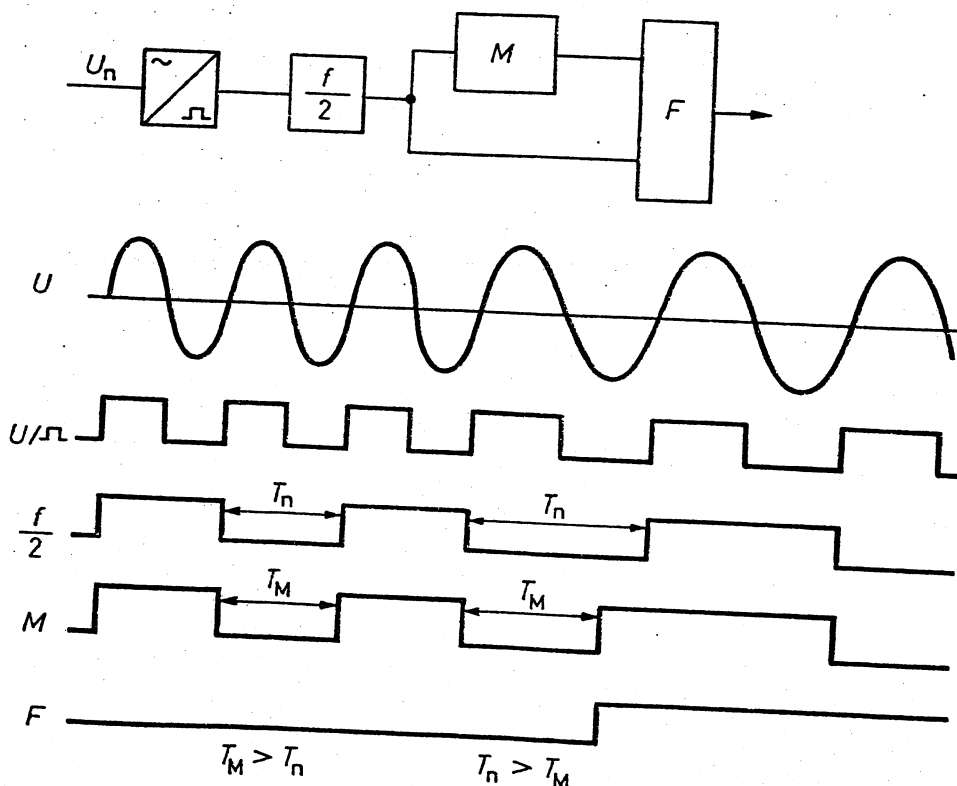 Uₙ
~
f/2
M
F
U
U/⎍
f/2
Tₙ
Tₙ
M
T_M
T_M
F
T_M > Tₙ
Tₙ > T_M